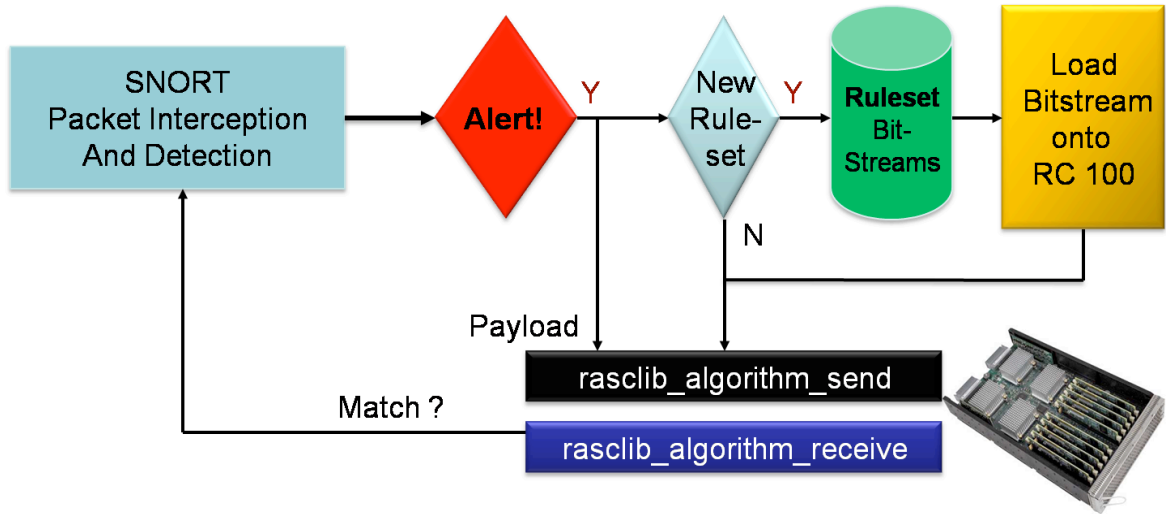 SNORT
Packet Interception
And Detection
Alert!
Y
New
Rule-
set
Y
Ruleset
Bit-
Streams
Load
Bitstream
onto
RC 100
N
Payload
rasclib_algorithm_send
Match ?
rasclib_algorithm_receive